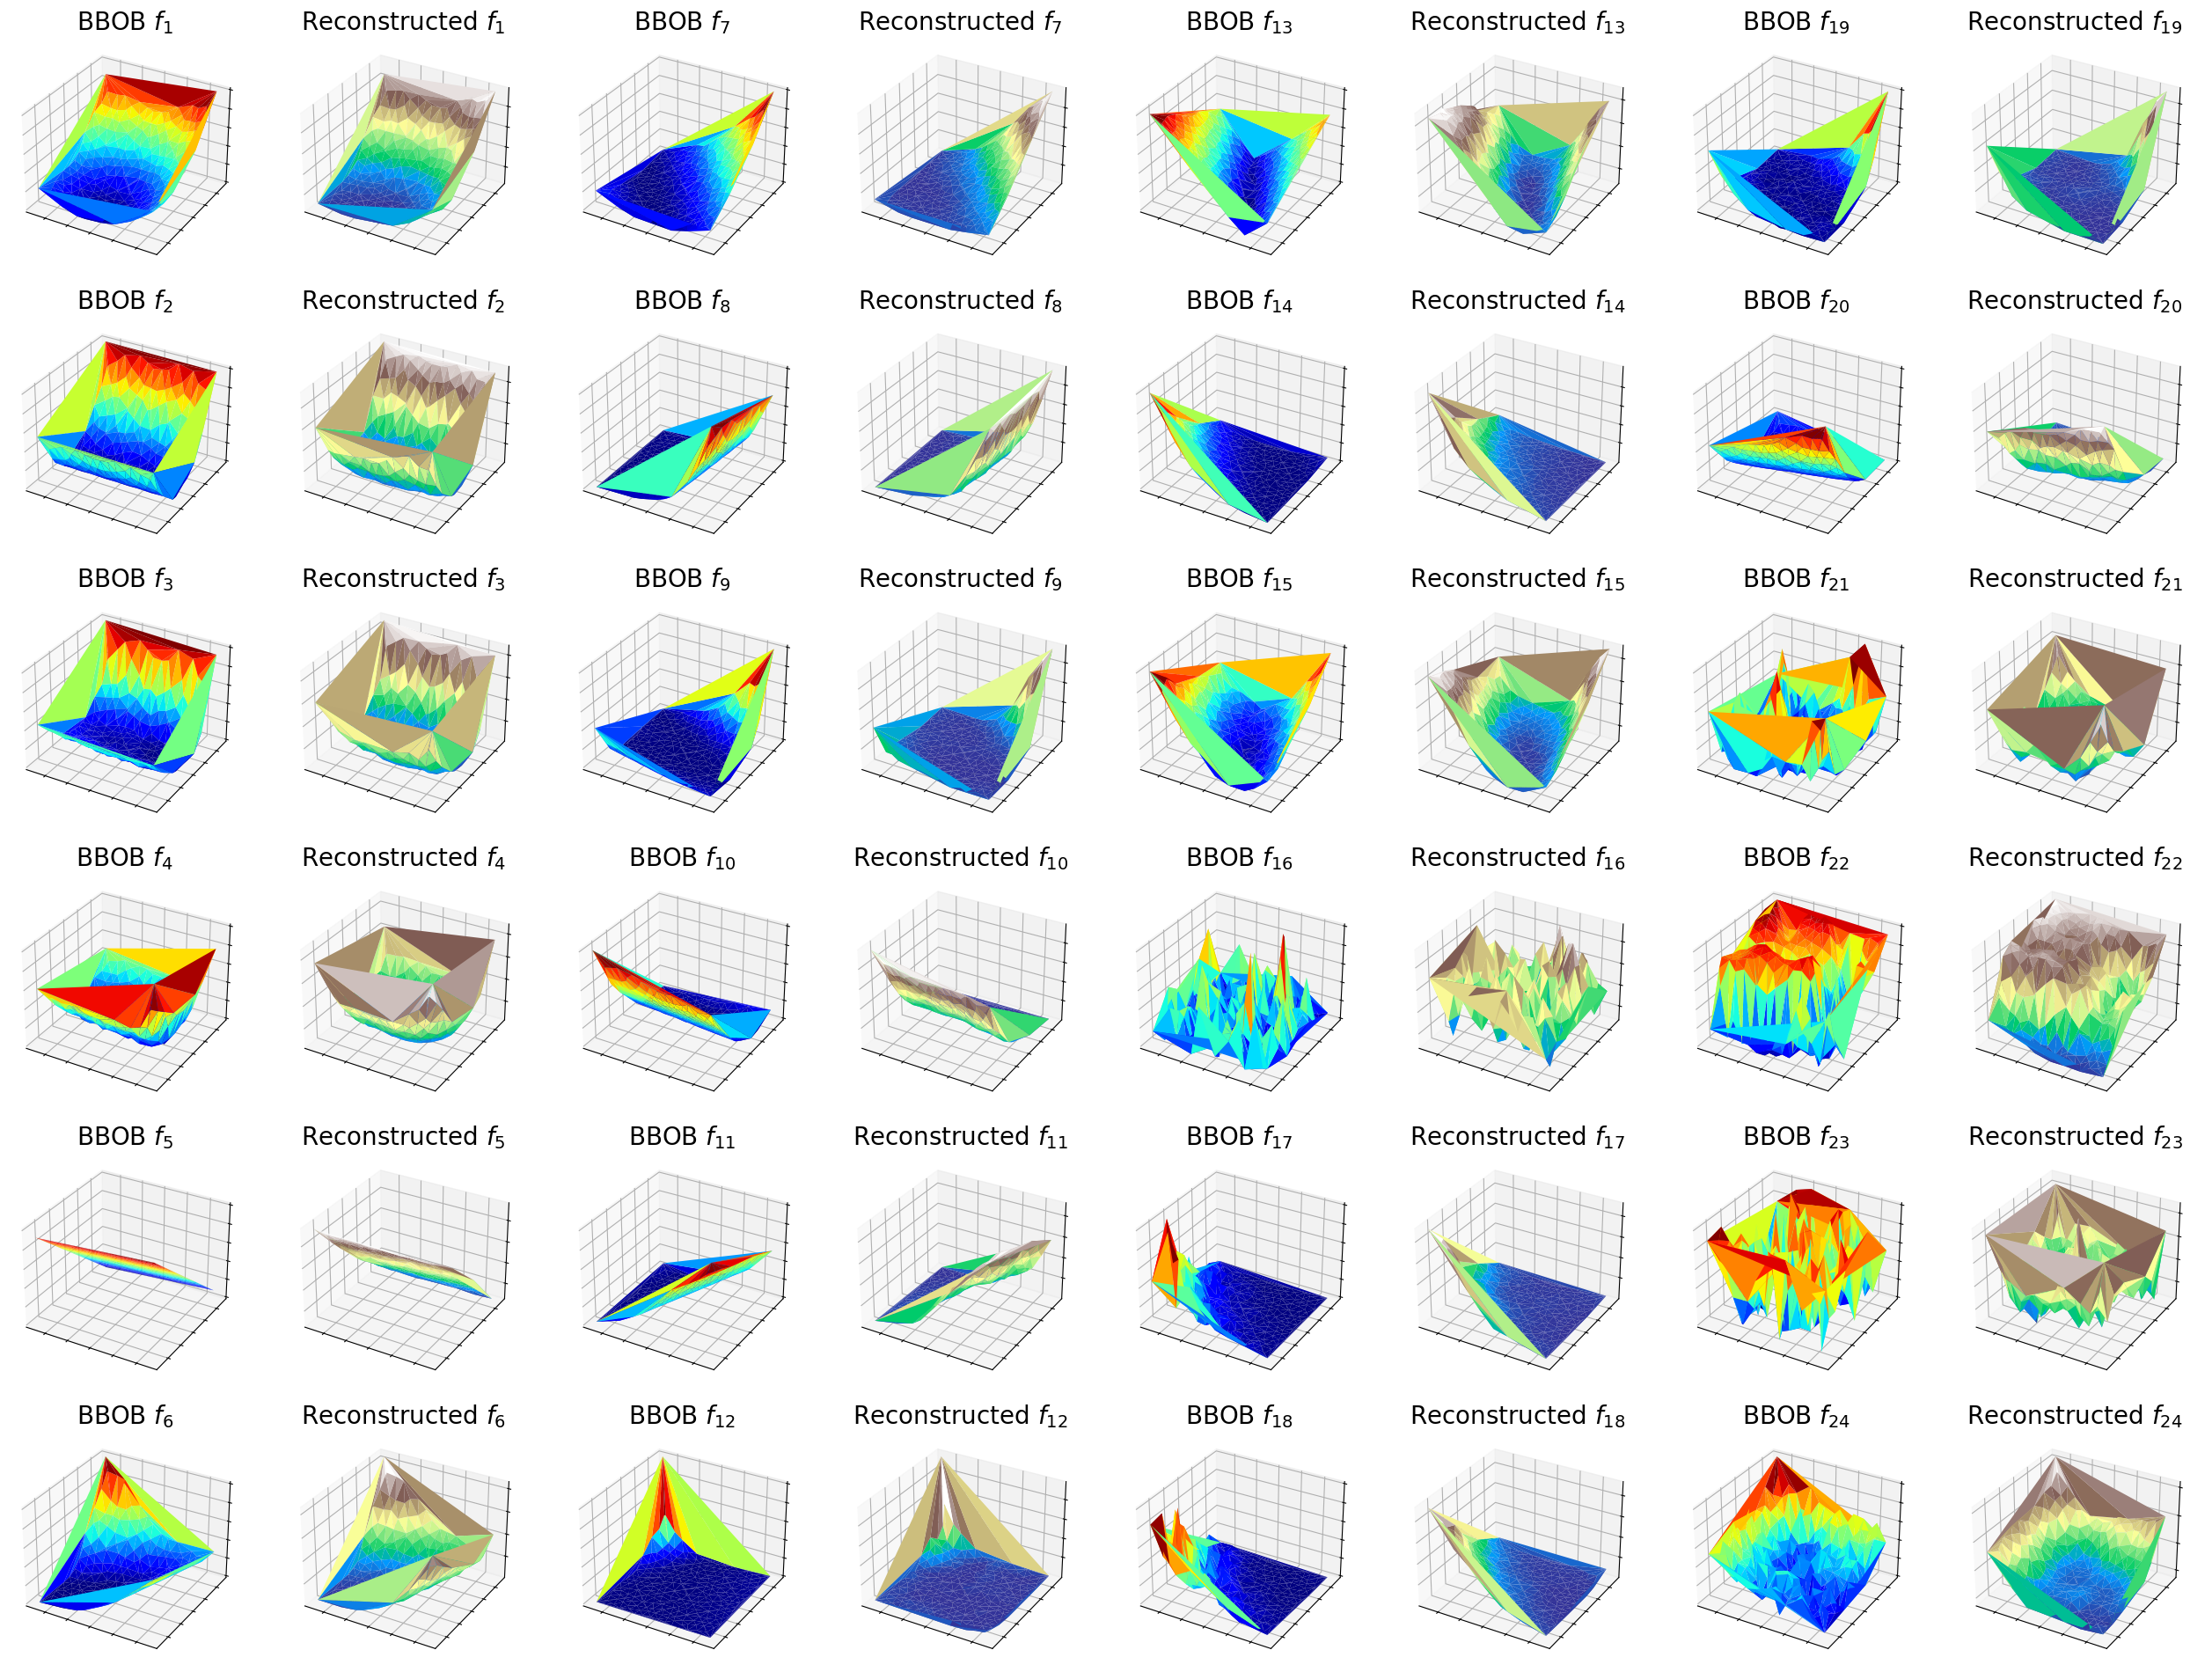 BBOB f₁ Reconstructed f₁ BBOB f₇ Reconstructed f₇ BBOB f₁₃ Reconstructed f₁₃ BBOB f₁₉ Reconstructed f₁₉
BBOB f₂ Reconstructed f₂ BBOB f₈ Reconstructed f₈ BBOB f₁₄ Reconstructed f₁₄ BBOB f₂₀ Reconstructed f₂₀
BBOB f₃ Reconstructed f₃ BBOB f₉ Reconstructed f₉ BBOB f₁₅ Reconstructed f₁₅ BBOB f₂₁ Reconstructed f₂₁
BBOB f₄ Reconstructed f₄ BBOB f₁₀ Reconstructed f₁₀ BBOB f₁₆ Reconstructed f₁₆ BBOB f₂₂ Reconstructed f₂₂
BBOB f₅ Reconstructed f₅ BBOB f₁₁ Reconstructed f₁₁ BBOB f₁₇ Reconstructed f₁₇ BBOB f₂₃ Reconstructed f₂₃
BBOB f₆ Reconstructed f₆ BBOB f₁₂ Reconstructed f₁₂ BBOB f₁₈ Reconstructed f₁₈ BBOB f₂₄ Reconstructed f₂₄